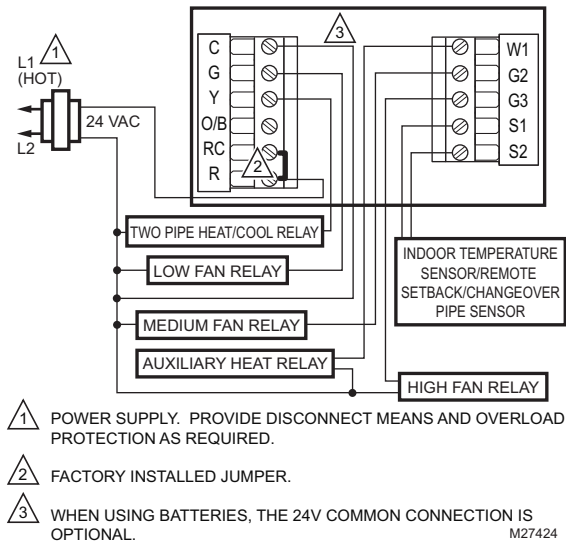 1
L1
(HOT)
24 VAC
L2
C
G
Y
O/B
RC
R
2
3
W1
G2
G3
S1
S2
TWO PIPE HEAT/COOL RELAY
LOW FAN RELAY
MEDIUM FAN RELAY
AUXILIARY HEAT RELAY
INDOOR TEMPERATURE
SENSOR/REMOTE
SETBACK/CHANGEOVER
PIPE SENSOR
HIGH FAN RELAY
1 POWER SUPPLY. PROVIDE DISCONNECT MEANS AND OVERLOAD
PROTECTION AS REQUIRED.
2 FACTORY INSTALLED JUMPER.
3 WHEN USING BATTERIES, THE 24V COMMON CONNECTION IS
OPTIONAL.
M27424